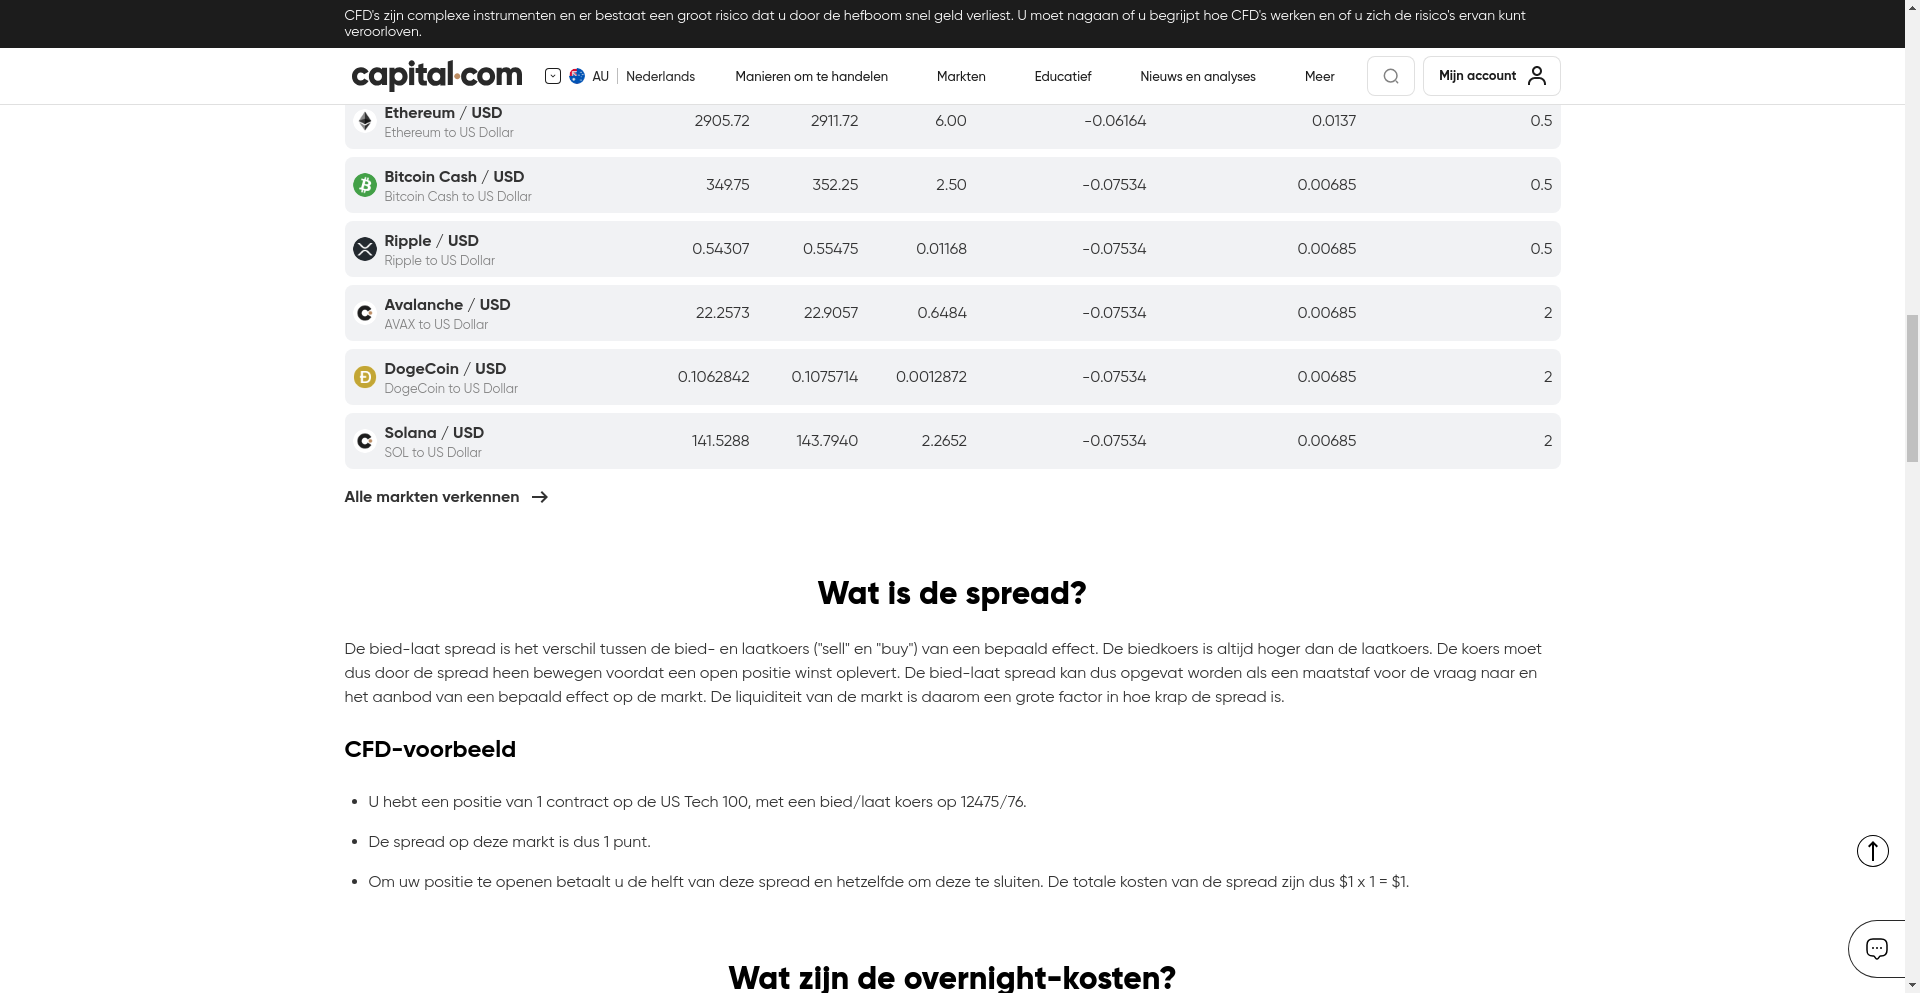 CFD's zijn complexe instrumenten en er bestaat een groot risico dat u door de hefboom snel geld verliest. U moet nagaan of u begrijpt hoe CFD's werken en of u zich de risico's ervan kunt
veroorloven.
capital.com AU Nederlands Manieren om te handelen Markten Educatief Nieuws en analyses Meer Mijn account
Ethereum / USD 2905.72 2911.72 6.00 -0.06164 0.0137 0.5
Ethereum to US Dollar
Bitcoin Cash / USD 349.75 352.25 2.50 -0.07534 0.00685 0.5
Bitcoin Cash to US Dollar
Ripple / USD 0.54307 0.55475 0.01168 -0.07534 0.00685 0.5
Ripple to US Dollar
Avalanche / USD 22.2573 22.9057 0.6484 -0.07534 0.00685 2
AVAX to US Dollar
DogeCoin / USD 0.1062842 0.1075714 0.0012872 -0.07534 0.00685 2
DogeCoin to US Dollar
Solana / USD 141.5288 143.7940 2.2652 -0.07534 0.00685 2
SOL to US Dollar
Alle markten verkennen
Wat is de spread?
De bied-laat spread is het verschil tussen de bied- en laatkoers ("sell" en "buy") van een bepaald effect. De biedkoers is altijd hoger dan de laatkoers. De koers moet
dus door de spread heen bewegen voordat een open positie winst oplevert. De bied-laat spread kan dus opgevat worden als een maatstaf voor de vraag naar en
het aanbod van een bepaald effect op de markt. De liquiditeit van de markt is daarom een grote factor in hoe krap de spread is.
CFD-voorbeeld
• U hebt een positie van 1 contract op de US Tech 100, met een bied/laat koers op 12475/76.
• De spread op deze markt is dus 1 punt.
• Om uw positie te openen betaalt u de helft van deze spread en hetzelfde om deze te sluiten. De totale kosten van de spread zijn dus $1 x 1 = $1.
Wat zijn de overnight-kosten?